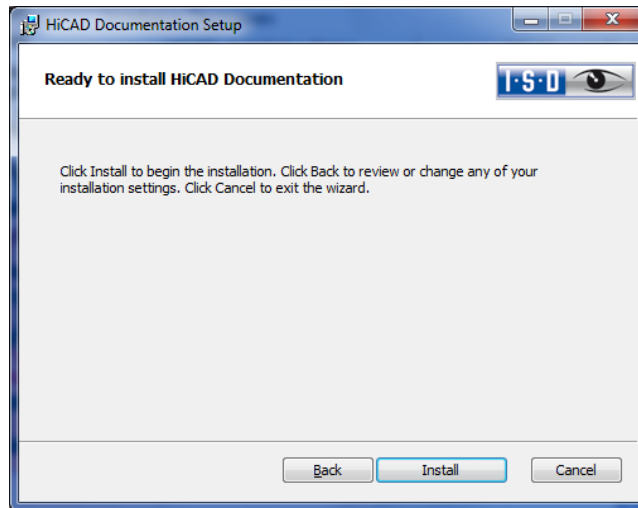 HiCAD Documentation Setup
Ready to install HiCAD Documentation
I·S·D
Click Install to begin the installation. Click Back to review or change any of your
installation settings. Click Cancel to exit the wizard.
Back
Install
Cancel